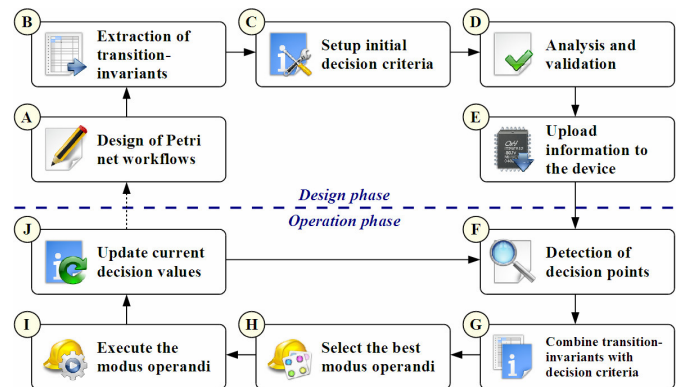 B
Extraction of
transition-
invariants
C
Setup initial
decision criteria
D
Analysis and
validation
A
Design of Petri
net workflows
E
Upload
information to
the device
Design phase
Operation phase
J
Update current
decision values
F
Detection of
decision points
I
Execute the
modus operandi
H
Select the best
modus operandi
G
Combine transition-
invariants with
decision criteria